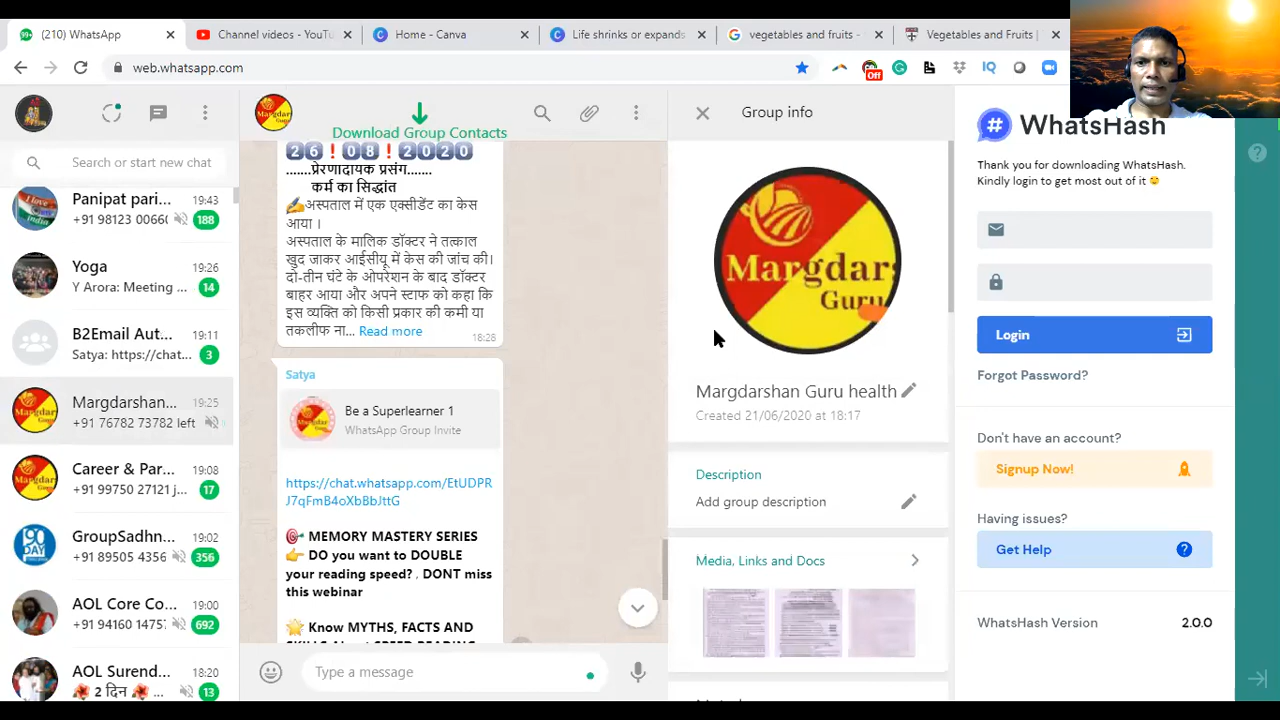 (210) WhatsApp
Channel videos - YouTu
Home - Canva
Life shrinks or expands
vegetables and fruits -
Vegetables and Fruits |
web.whatsapp.com
Off
Search or start new chat
Panipat pari...
19:43
+91 98123 0066(
188
Yoga
19:26
Y Arora: Meeting ...
14
B2Email Aut...
19:11
Satya: https://chat...
3
Margdarshan...
19:25
+91 76782 73782 left
Career & Par...
19:08
+91 99750 27121 j...
17
GroupSadhn...
19:02
+91 89505 4356
356
AOL Core Co...
19:00
+91 94160 1475
692
AOL Surend...
18:20
2 दिन
13
Download Group Contacts
26❗08❗2020
.......प्रेरणादायक प्रसंग.......
कर्म का सिद्धांत
✍अस्पताल में एक एक्सीडेंट का केस
आया ।
अस्पताल के मालिक डॉक्टर ने तत्काल
खुद जाकर आईसीयू में केस की जांच की।
दो-तीन घंटे के ओपरेशन के बाद डॉक्टर
बाहर आया और अपने स्टाफ को कहा कि
इस व्यक्ति को किसी प्रकार की कमी या
तकलीफ ना... Read more
18:28
Satya
Be a Superlearner 1
WhatsApp Group Invite
https://chat.whatsapp.com/EtUDPR
J7qFmB4oXbBbJttG
🎯 MEMORY MASTERY SERIES
👉 DO you want to DOUBLE
your reading speed? , DONT miss
this webinar
🌟 Know MYTHS, FACTS AND
Type a message
Group info
Margdars
Guru
Margdarshan Guru health
Created 21/06/2020 at 18:17
Description
Add group description
Media, Links and Docs
# WhatsHash
Thank you for downloading WhatsHash.
Kindly login to get most out of it
Login
Forgot Password?
Don't have an account?
Signup Now!
Having issues?
Get Help
WhatsHash Version
2.0.0